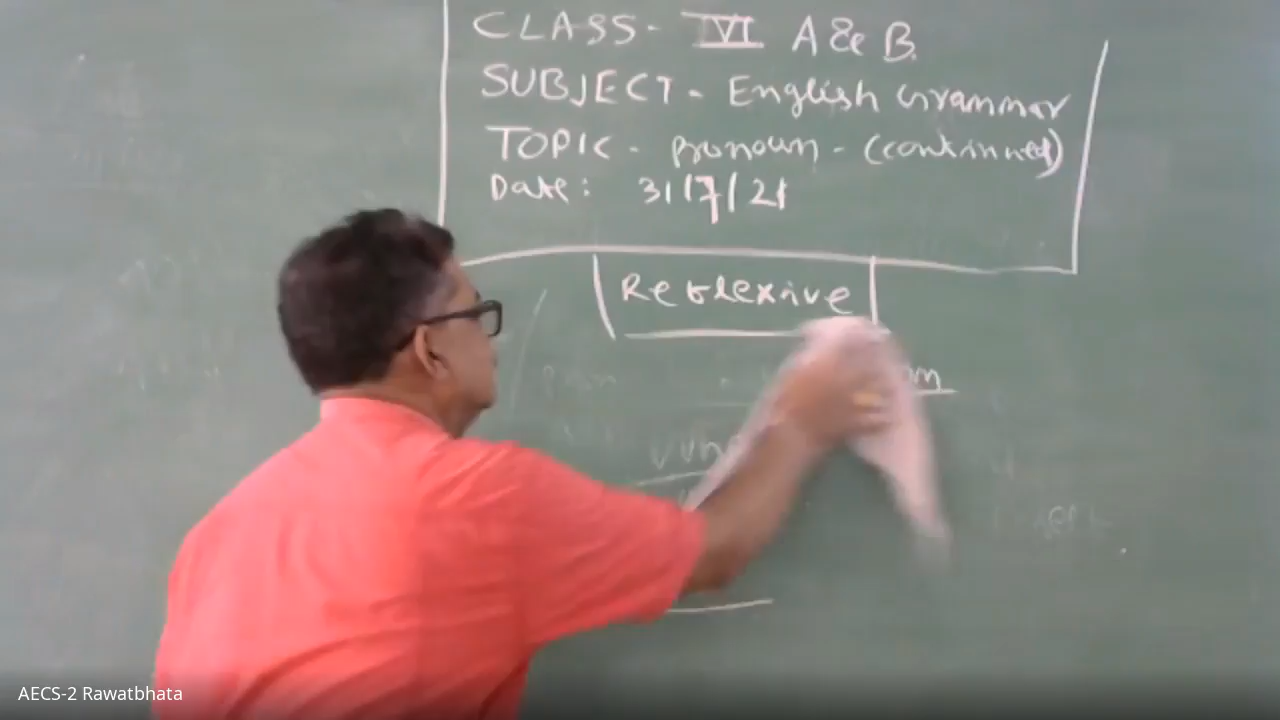 CLASS- VI A & B.
SUBJECT - English Grammar
TOPIC - Pronoun - (continued)
Date: 31/7/21
Reflexive
AECS-2 Rawatbhata